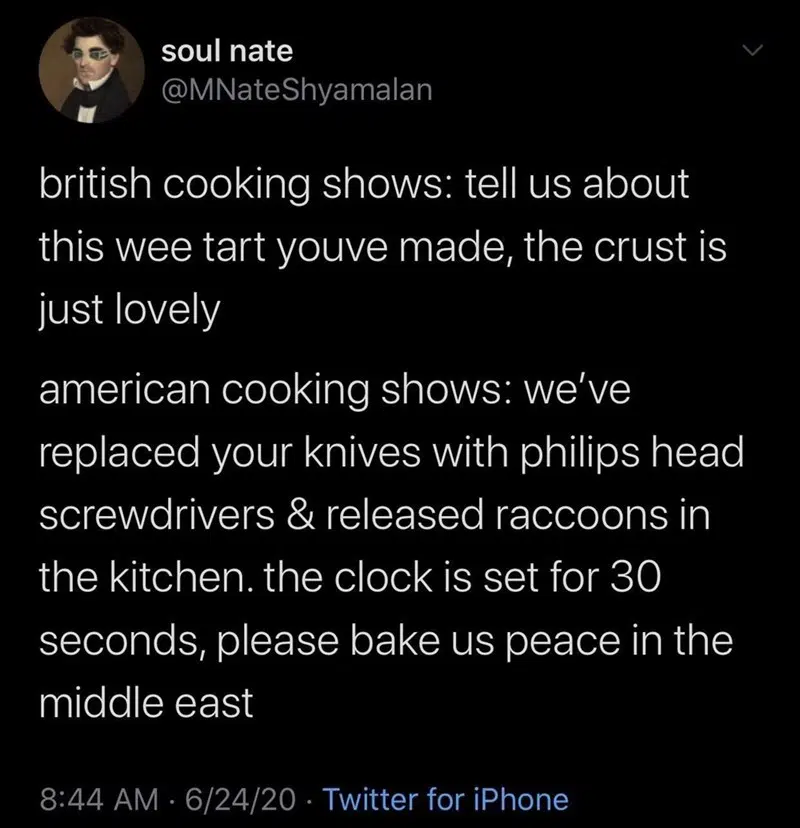 soul nate
@MNateShyamalan
british cooking shows: tell us about
this wee tart youve made, the crust is
just lovely
american cooking shows: we've
replaced your knives with philips head
screwdrivers & released raccoons in
the kitchen. the clock is set for 30
seconds, please bake us peace in the
middle east
8:44 AM · 6/24/20 · Twitter for iPhone